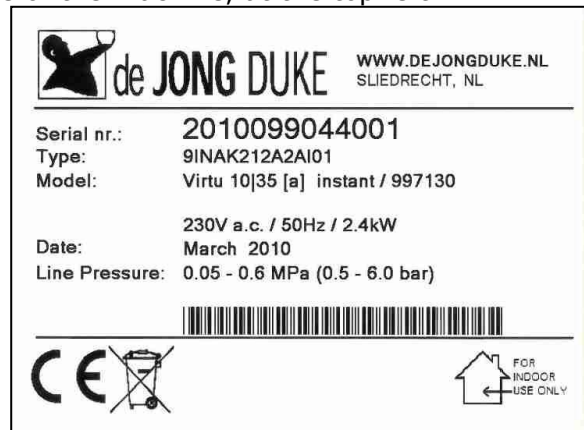 de JONG DUKE
WWW.DEJONGDUKE.NL
SLIEDRECHT, NL
Serial nr.: 2010099044001
Type: 9INAK212A2AI01
Model: Virtu 10|35 [a] instant / 997130
230V a.c. / 50Hz / 2.4kW
Date: March 2010
Line Pressure: 0.05 - 0.6 MPa (0.5 - 6.0 bar)
CE
FOR
INDOOR
USE ONLY